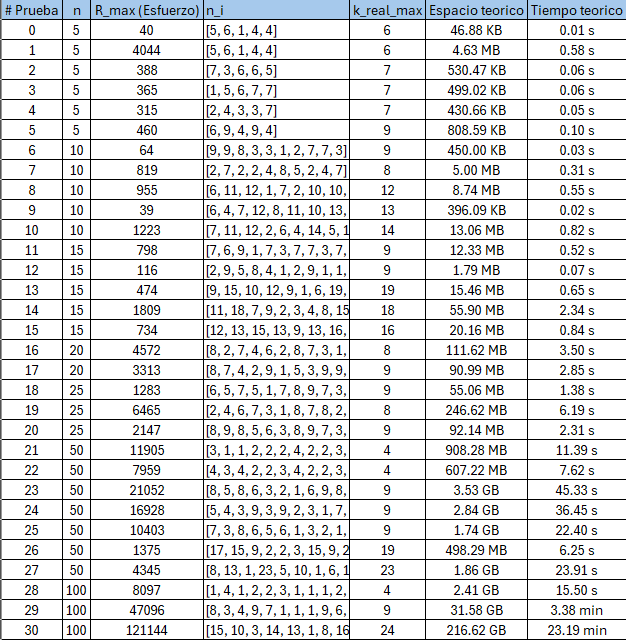 # Prueba n R_max (Esfuerzo) n_i k_real_max Espacio teorico Tiempo teorico
0 5 40 [5, 6, 1, 4, 4] 6 46.88 KB 0.01 s
1 5 4044 [5, 6, 1, 4, 4] 6 4.63 MB 0.58 s
2 5 388 [7, 3, 6, 6, 5] 7 530.47 KB 0.06 s
3 5 365 [1, 5, 6, 7, 7] 7 499.02 KB 0.06 s
4 5 315 [2, 4, 3, 3, 7] 7 430.66 KB 0.05 s
5 5 460 [6, 9, 4, 9, 4] 9 808.59 KB 0.10 s
6 10 64 [9, 9, 8, 3, 3, 1, 2, 7, 7, 3] 9 450.00 KB 0.03 s
7 10 819 [2, 7, 2, 2, 4, 8, 5, 2, 4, 7] 8 5.00 MB 0.31 s
8 10 955 [6, 11, 12, 1, 7, 2, 10, 10, 12 8.74 MB 0.55 s
9 10 39 [6, 4, 7, 12, 8, 11, 10, 13, 13 396.09 KB 0.02 s
10 10 1223 [7, 11, 12, 2, 6, 4, 14, 5, 1 14 13.06 MB 0.82 s
11 15 798 [7, 6, 9, 1, 7, 3, 7, 7, 3, 7, 9 12.33 MB 0.52 s
12 15 116 [2, 9, 5, 8, 4, 1, 2, 9, 1, 1, 9 1.79 MB 0.07 s
13 15 474 [9, 15, 10, 12, 9, 1, 6, 19, 19 15.46 MB 0.65 s
14 15 1809 [11, 18, 7, 9, 2, 3, 4, 8, 15 18 55.90 MB 2.34 s
15 15 734 [12, 13, 15, 13, 9, 13, 16, 16 20.16 MB 0.84 s
16 20 4572 [8, 2, 7, 4, 6, 2, 8, 7, 3, 1, 8 111.62 MB 3.50 s
17 20 3313 [8, 7, 4, 2, 9, 1, 5, 3, 9, 9, 9 90.99 MB 2.85 s
18 25 1283 [6, 5, 7, 5, 1, 7, 8, 9, 7, 3, 9 55.06 MB 1.38 s
19 25 6465 [2, 4, 6, 7, 3, 1, 8, 7, 8, 2, 8 246.62 MB 6.19 s
20 25 2147 [8, 9, 8, 5, 6, 3, 8, 9, 7, 3, 9 92.14 MB 2.31 s
21 50 11905 [3, 1, 1, 2, 2, 2, 4, 2, 2, 3, 4 908.28 MB 11.39 s
22 50 7959 [4, 3, 4, 2, 2, 3, 4, 2, 2, 3, 4 607.22 MB 7.62 s
23 50 21052 [8, 5, 8, 6, 3, 2, 1, 6, 9, 8, 9 3.53 GB 45.33 s
24 50 16928 [5, 4, 3, 9, 3, 9, 2, 3, 1, 7, 9 2.84 GB 36.45 s
25 50 10403 [7, 3, 8, 6, 5, 6, 1, 3, 2, 1, 9 1.74 GB 22.40 s
26 50 1375 [17, 15, 9, 2, 2, 3, 15, 9, 2 19 498.29 MB 6.25 s
27 50 4345 [8, 13, 1, 23, 5, 10, 1, 6, 1 23 1.86 GB 23.91 s
28 100 8097 [1, 4, 1, 2, 2, 3, 1, 1, 1, 2, 4 2.41 GB 15.50 s
29 100 47096 [8, 3, 4, 9, 7, 1, 1, 1, 9, 6, 9 31.58 GB 3.38 min
30 100 121144 [15, 10, 3, 14, 13, 1, 8, 16 24 216.62 GB 23.19 min